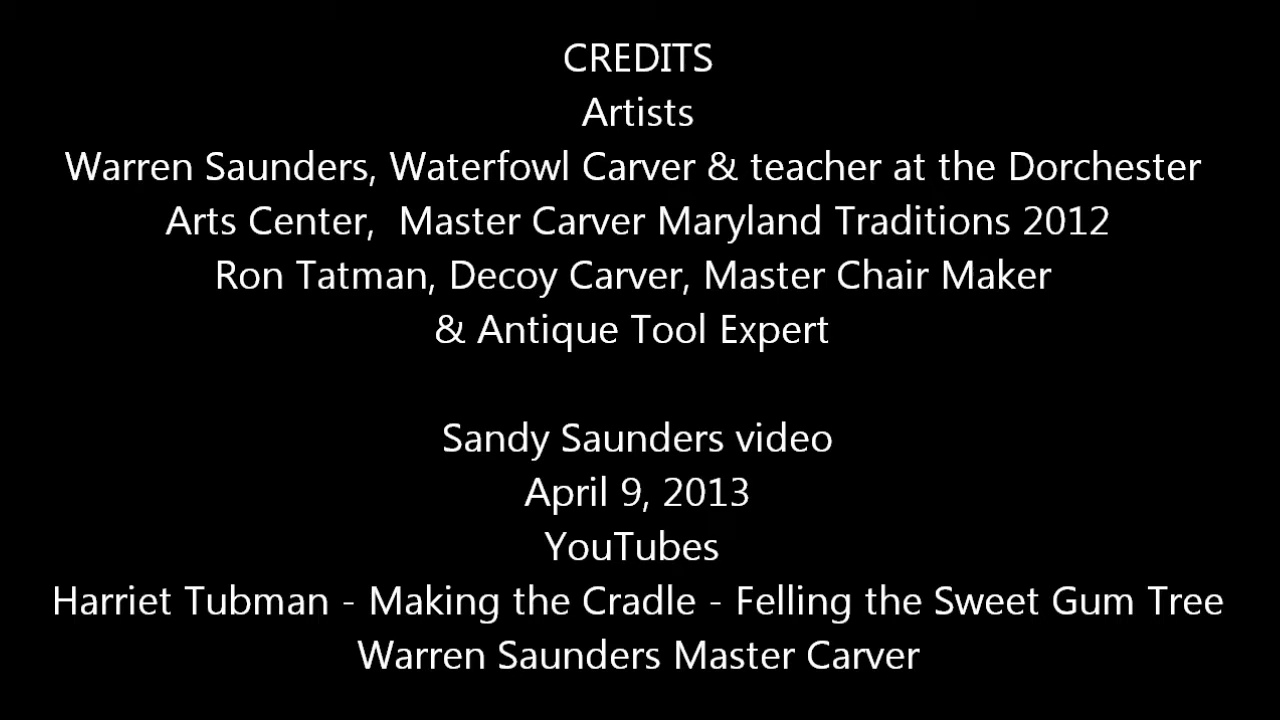 CREDITS
Artists
Warren Saunders, Waterfowl Carver & teacher at the Dorchester
Arts Center,  Master Carver Maryland Traditions 2012
Ron Tatman, Decoy Carver, Master Chair Maker
& Antique Tool Expert
Sandy Saunders video
April 9, 2013
YouTubes
Harriet Tubman - Making the Cradle - Felling the Sweet Gum Tree
Warren Saunders Master Carver